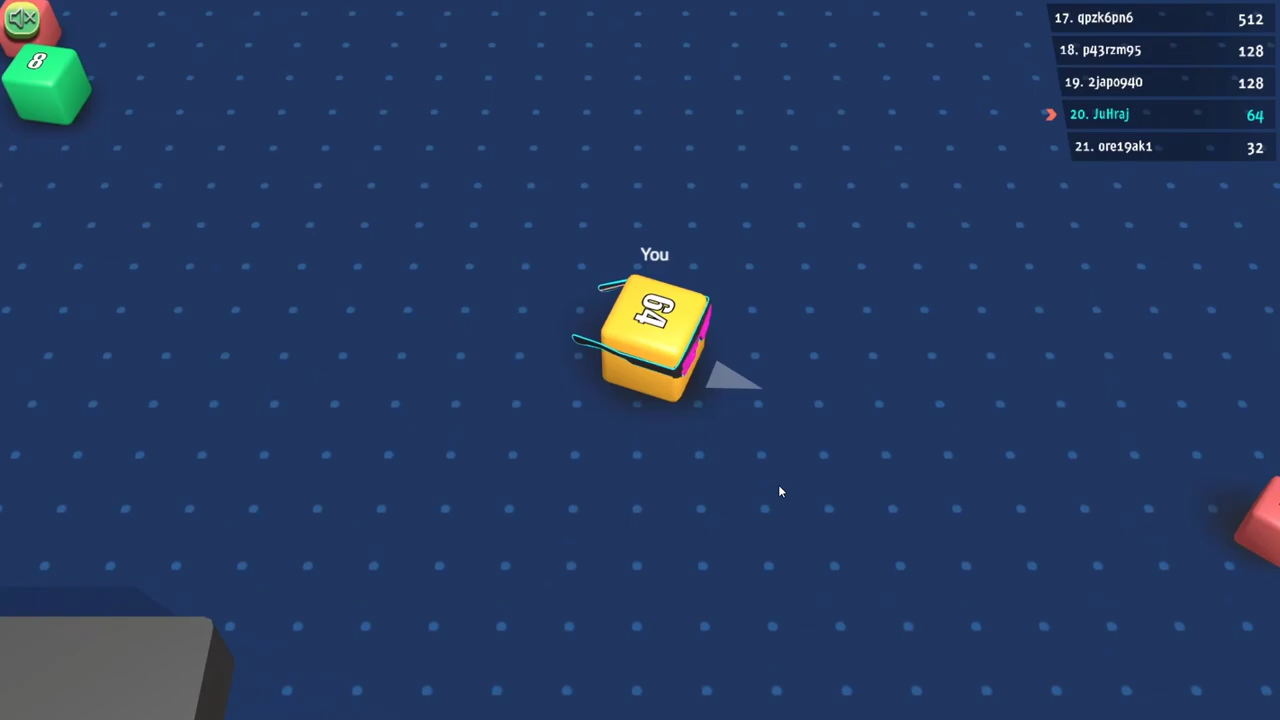 17. qpzk6pn6 512
18. p43rzm95 128
19. 2japo940 128
20. JuHraj 64
21. ore19ak1 32
8
You
64